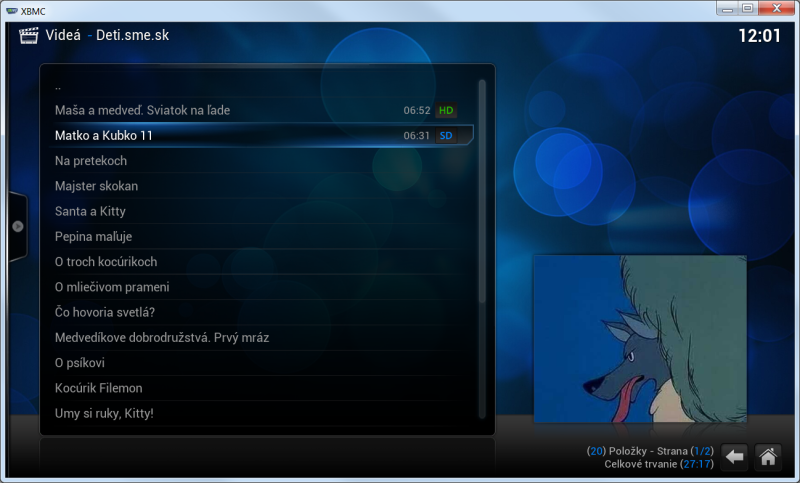 XBMC
Videá - Deti.sme.sk
12:01
..
Maša a medveď. Sviatok na ľade 06:52 HD
Matko a Kubko 11 06:31 SD
Na pretekoch
Majster skokan
Santa a Kitty
Pepina maľuje
O troch kocúrikoch
O mliečivom prameni
Čo hovoria svetlá?
Medvedíkove dobrodružstvá. Prvý mráz
O psíkovi
Kocúrik Filemon
Umy si ruky, Kitty!
(20) Položky - Strana (1/2)
Celkové trvanie (27:17)